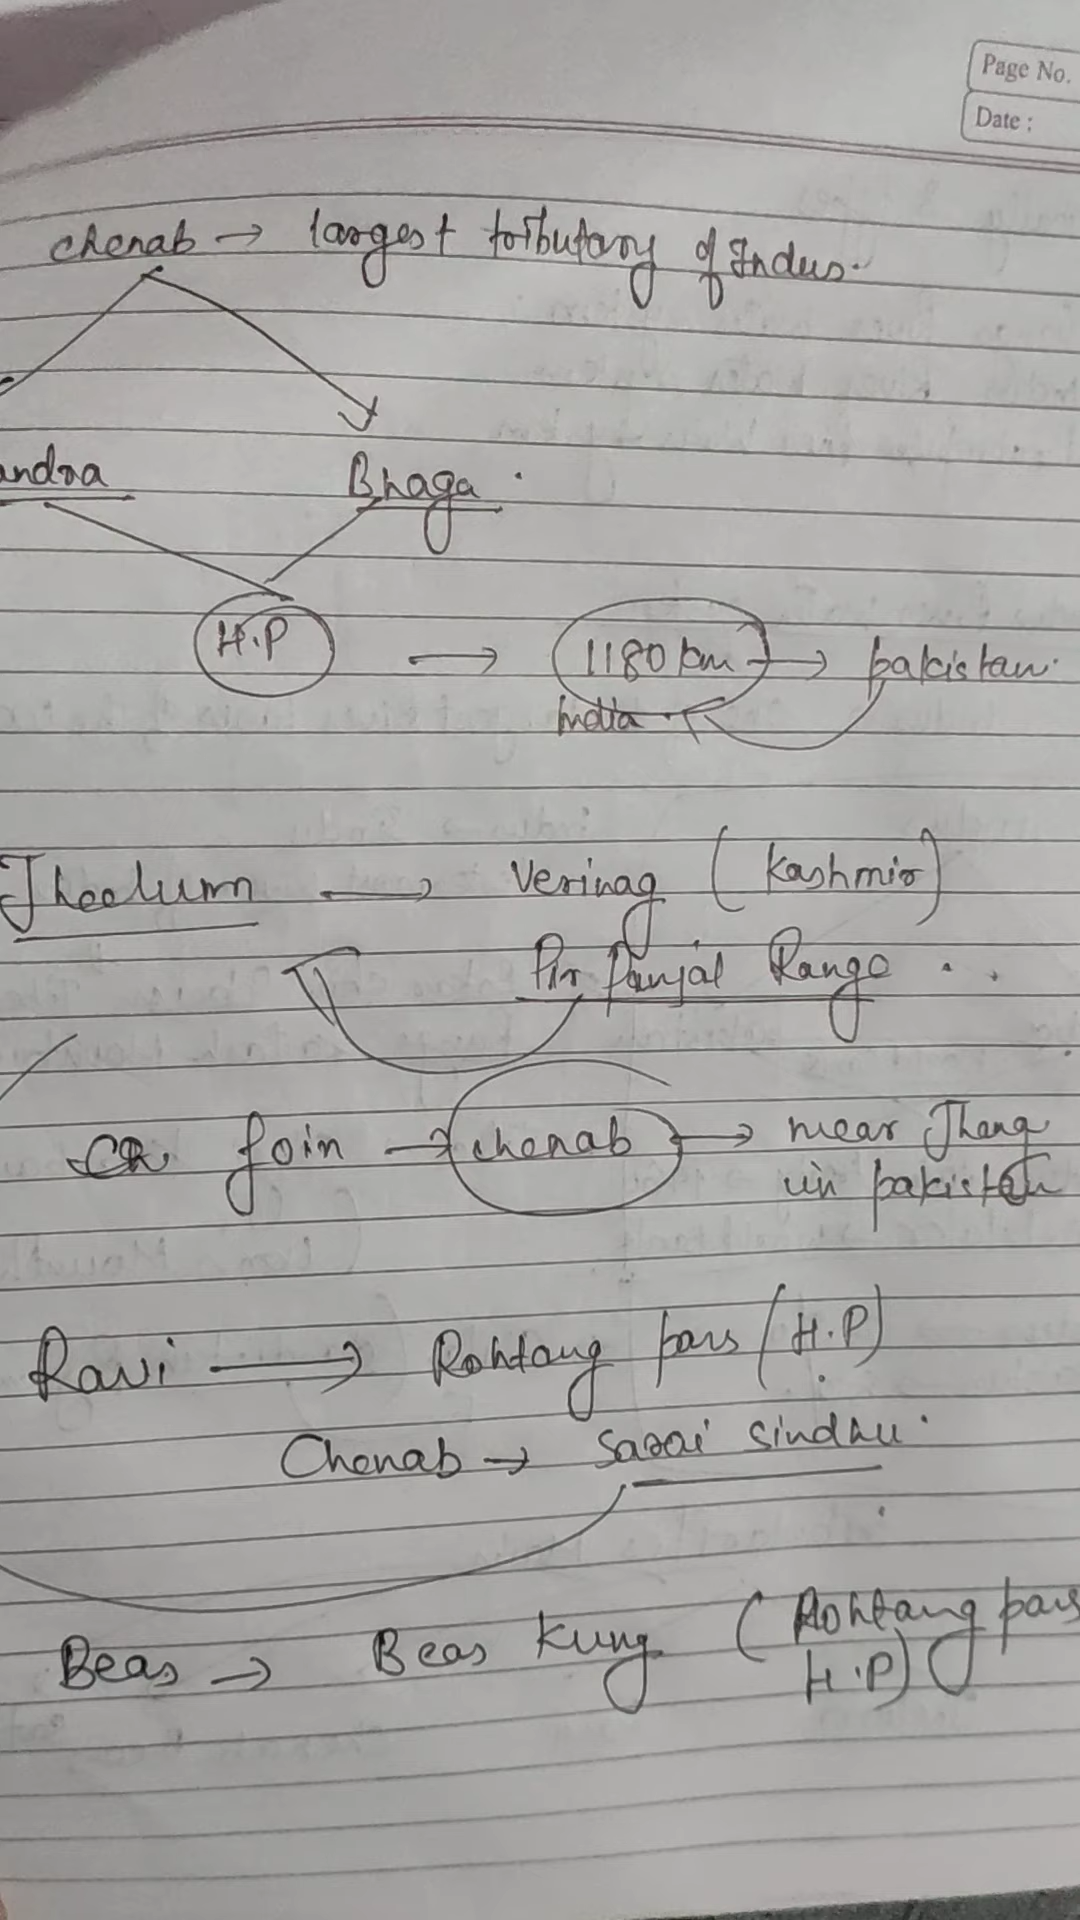 Page No.
Date :
Chenab → largest tributary of Indus.
andra Bhaga .
H.P → 1180 km → pakistan.
India
Jheelum → Verinag (Kashmir)
Pir Panjal Range . .
join → chenab → near Jhang
in pakistan
Ravi → Rohtang pass (H.P)
Chenab → Sarai sindhu.
Beas → Beas Kung (Rohtang pass
H.P)